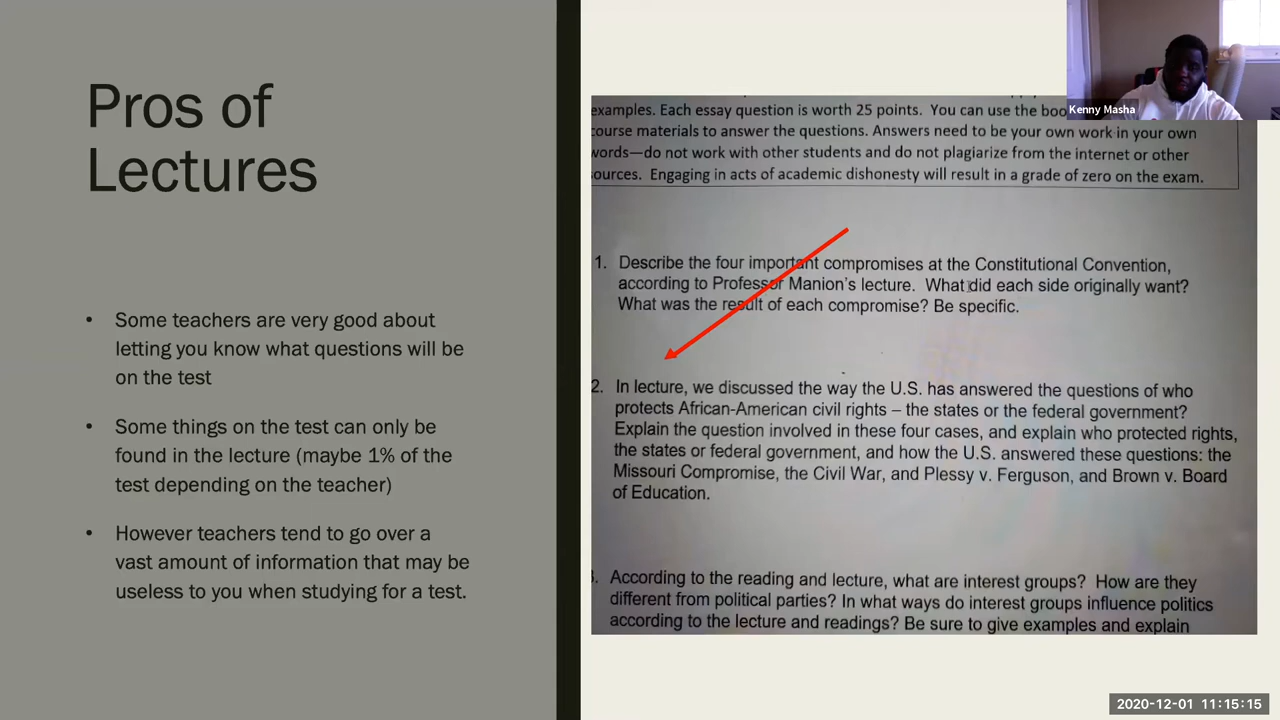 Pros of
Lectures
• Some teachers are very good about
letting you know what questions will be
on the test
• Some things on the test can only be
found in the lecture (maybe 1% of the
test depending on the teacher)
• However teachers tend to go over a
vast amount of information that may be
useless to you when studying for a test.
Kenny Masha
examples. Each essay question is worth 25 points. You can use the
course materials to answer the questions. Answers need to be your own work in your own
words—do not work with other students and do not plagiarize from the internet or other
sources. Engaging in acts of academic dishonesty will result in a grade of zero on the exam.
1. Describe the four important compromises at the Constitutional Convention,
according to Professor Manion's lecture. What did each side originally want?
What was the result of each compromise? Be specific.
2. In lecture, we discussed the way the U.S. has answered the questions of who
protects African-American civil rights – the states or the federal government?
Explain the question involved in these four cases, and explain who protected rights,
the states or federal government, and how the U.S. answered these questions: the
Missouri Compromise, the Civil War, and Plessy v. Ferguson, and Brown v. Board
of Education.
3. According to the reading and lecture, what are interest groups? How are they
different from political parties? In what ways do interest groups influence politics
according to the lecture and readings? Be sure to give examples and explain
2020-12-01 11:15:15